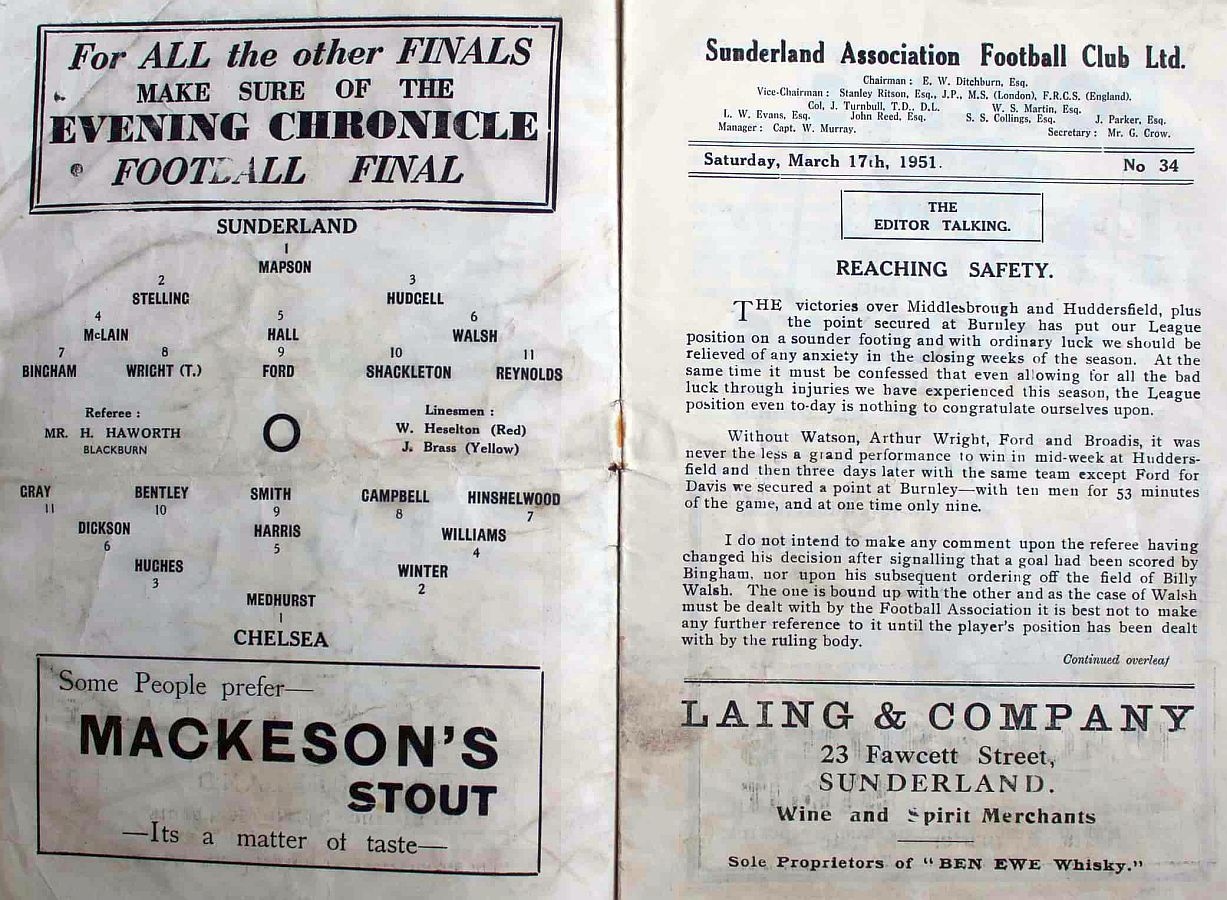 For ALL the other FINALS
MAKE SURE OF THE
EVENING CHRONICLE
FOOTBALL FINAL
SUNDERLAND
1
MAPSON
2 3
STELLING HUDGELL
4 5 6
McLAIN HALL WALSH
7 8 9 10 11
BINGHAM WRIGHT (T.) FORD SHACKLETON REYNOLDS
Referee :
MR. H. HAWORTH
BLACKBURN
O
Linesmen :
W. Heselton (Red)
J. Brass (Yellow)
GRAY BENTLEY SMITH CAMPBELL HINSHELWOOD
11 10 9 8 7
DICKSON HARRIS WILLIAMS
6 5 4
HUGHES WINTER
3 2
MEDHURST
1
CHELSEA
Some People prefer—
MACKESON'S
STOUT
—Its a matter of taste—
Sunderland Association Football Club Ltd.
Chairman : E. W. Ditchburn, Esq.
Vice-Chairman : Stanley Ritson, Esq., J.P., M.S. (London), F.R.C.S. (England).
Col. J. Turnbull, T.D., D.L. W. S. Martin, Esq.
L. W. Evans, Esq. John Reed, Esq. S. S. Collings, Esq. J. Parker, Esq.
Manager : Capt. W. Murray. Secretary : Mr. G. Crow.
Saturday, March 17th, 1951. No 34
THE
EDITOR TALKING.
REACHING SAFETY.
THE victories over Middlesbrough and Huddersfield, plus
the point secured at Burnley has put our League
position on a sounder footing and with ordinary luck we should be
relieved of any anxiety in the closing weeks of the season. At the
same time it must be confessed that even allowing for all the bad
luck through injuries we have experienced this season, the League
position even to-day is nothing to congratulate ourselves upon.
Without Watson, Arthur Wright, Ford and Broadis, it was
never the less a grand performance to win in mid-week at Hudders-
field and then three days later with the same team except Ford for
Davis we secured a point at Burnley—with ten men for 53 minutes
of the game, and at one time only nine.
I do not intend to make any comment upon the referee having
changed his decision after signalling that a goal had been scored by
Bingham, nor upon his subsequent ordering off the field of Billy
Walsh. The one is bound up with the other and as the case of Walsh
must be dealt with by the Football Association it is best not to make
any further reference to it until the player's position has been dealt
with by the ruling body.
Continued overleaf
LAING & COMPANY
23 Fawcett Street,
SUNDERLAND.
Wine and Spirit Merchants
Sole Proprietors of "BEN EWE Whisky."